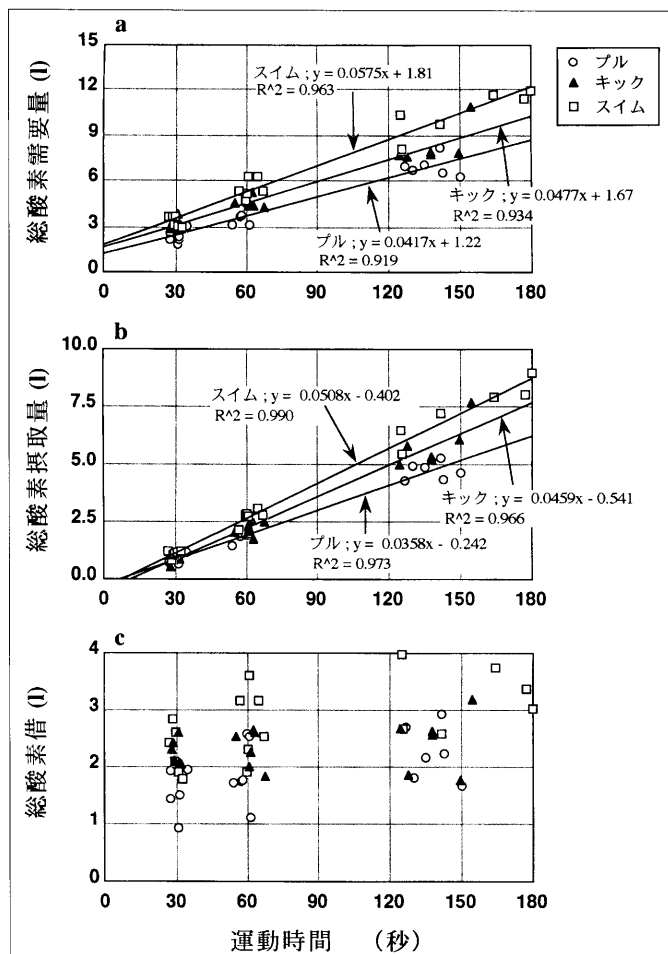 a
総酸素需要量 (l)
15
12
9
6
3
0
スイム ; y = 0.0575x + 1.81
R^2 = 0.963
キック ; y = 0.0477x + 1.67
R^2 = 0.934
プル ; y = 0.0417x + 1.22
R^2 = 0.919
0 30 60 90 120 150 180
○ プル
▲ キック
□ スイム
b
総酸素摂取量 (l)
10.0
7.5
5.0
2.5
0.0
スイム ; y = 0.0508x - 0.402
R^2 = 0.990
キック ; y = 0.0459x - 0.541
R^2 = 0.966
プル ; y = 0.0358x - 0.242
R^2 = 0.973
0 30 60 90 120 150 180
c
総酸素借 (l)
4
3
2
1
0
0 30 60 90 120 150 180
運動時間 (秒)